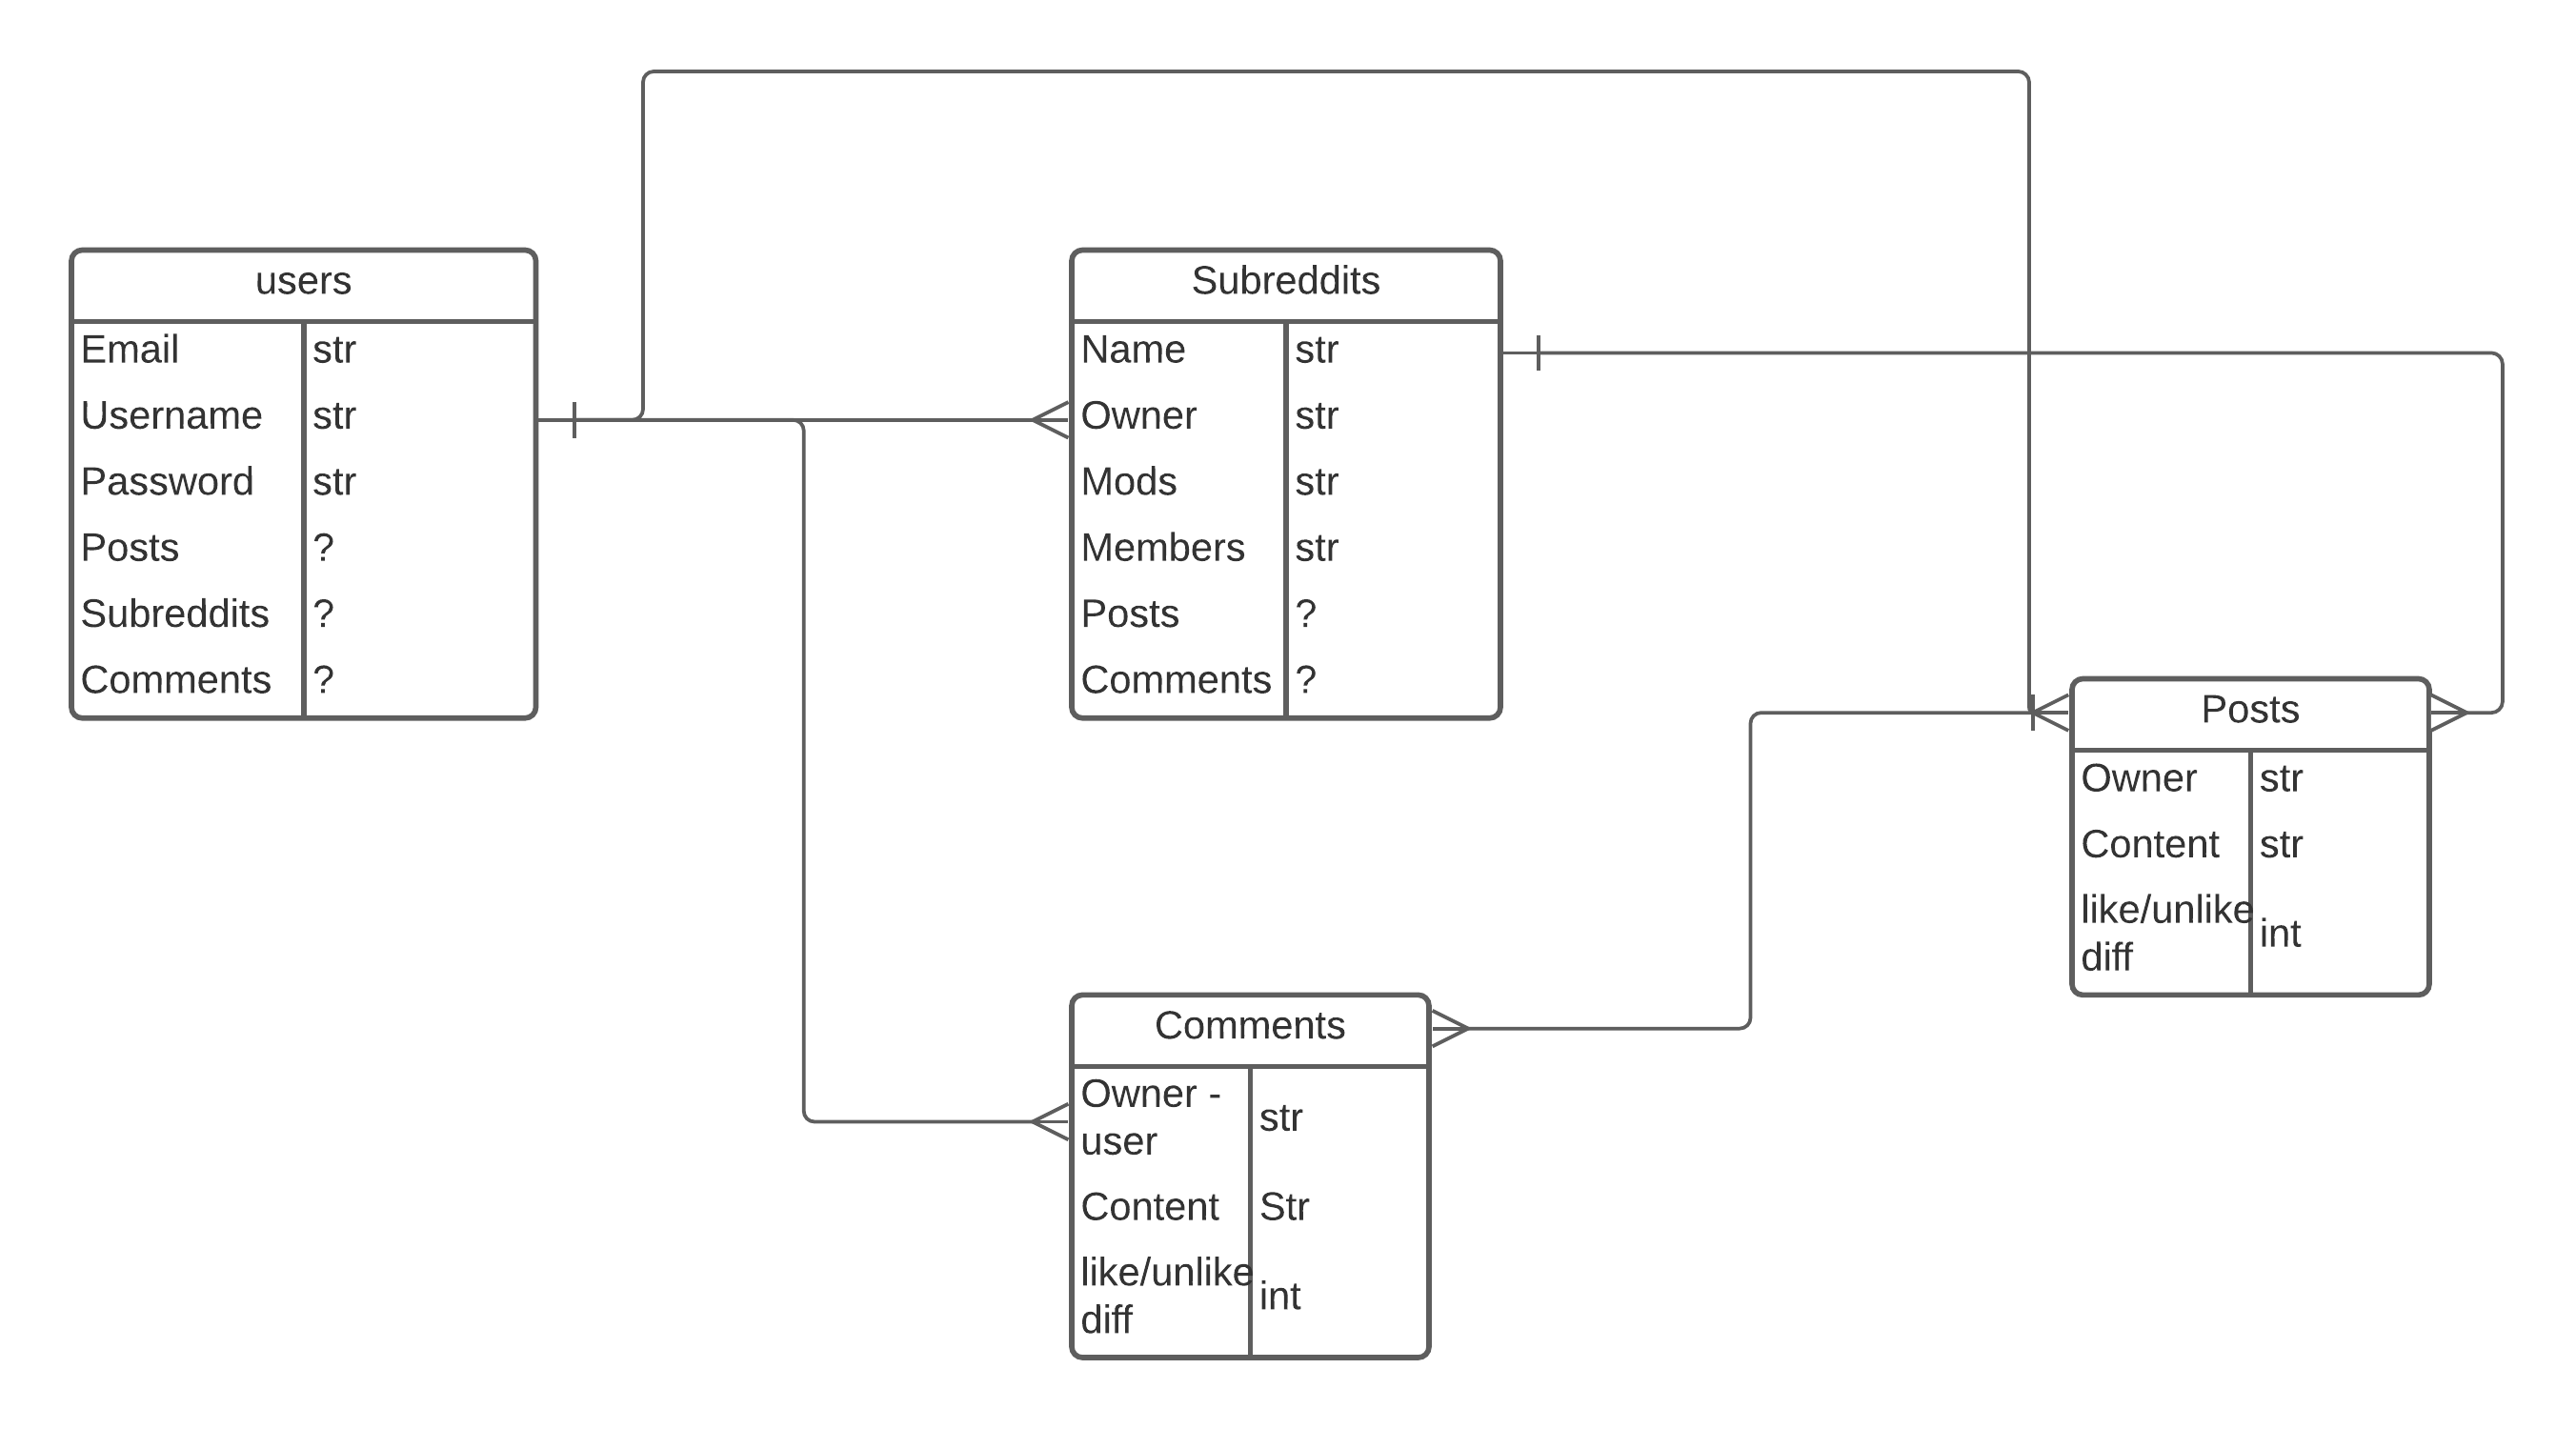 users
Email str
Username str
Password str
Posts ?
Subreddits ?
Comments ?
Subreddits
Name str
Owner str
Mods str
Members str
Posts ?
Comments ?
Posts
Owner str
Content str
like/unlike
diff
int
Comments
Owner -
user
str
Content Str
like/unlike
diff
int